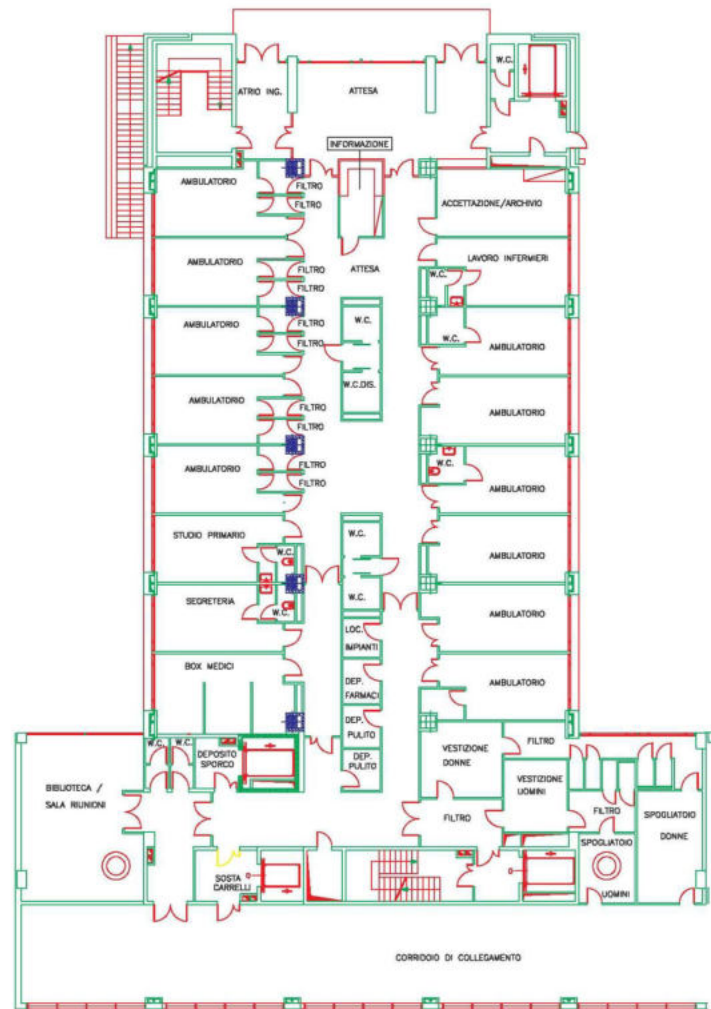 W.C.
ATRIO ING.
ATTESA
INFORMAZIONE
AMBULATORIO
FILTRO
FILTRO
ACCETTAZIONE/ARCHIVIO
AMBULATORIO
FILTRO
FILTRO
ATTESA
LAVORO INFERMIERI
W.C.
AMBULATORIO
FILTRO
FILTRO
W.C.
W.C.
AMBULATORIO
AMBULATORIO
FILTRO
FILTRO
W.C.DIS.
AMBULATORIO
AMBULATORIO
FILTRO
FILTRO
W.C.
AMBULATORIO
STUDIO PRIMARIO
W.C.
W.C.
AMBULATORIO
SEGRETERIA
W.C.
W.C.
AMBULATORIO
LOC.
IMPIANTI
BOX MEDICI
DEP.
FARMACI
AMBULATORIO
DEP.
PULITO
W.C.
W.C.
DEPOSITO
SPORCO
DEP.
PULITO
VESTIZIONE
DONNE
FILTRO
BIBLIOTECA /
SALA RIUNIONI
VESTIZIONE
UOMINI
FILTRO
FILTRO
SPOGLIATOIO
DONNE
SPOGLIATOIO
UOMINI
SOSTA
CARRELLI
CORRIDOIO DI COLLEGAMENTO